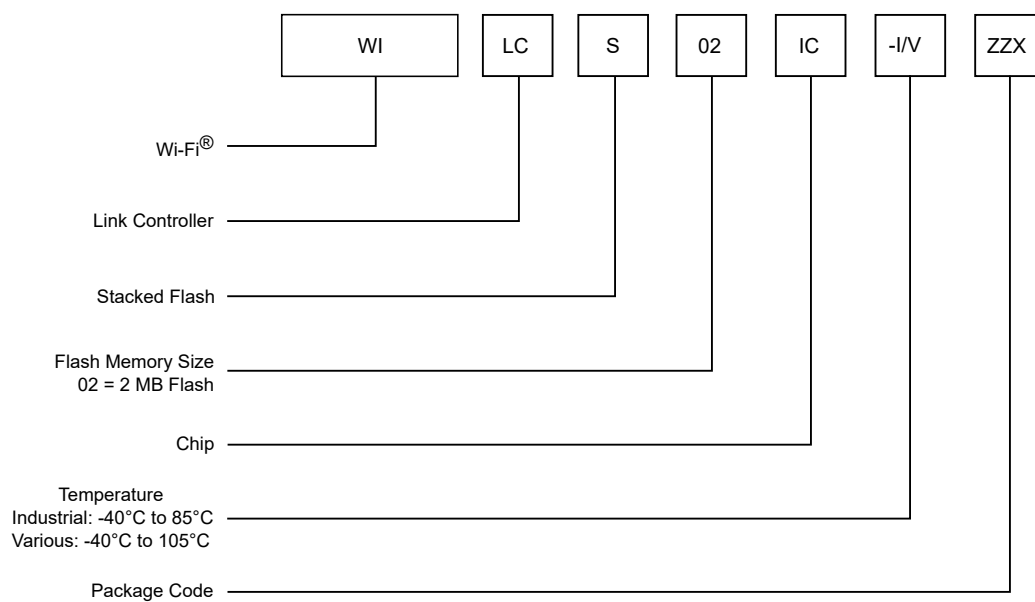 WI LC S 02 IC -I/V ZZX
Wi-Fi®
Link Controller
Stacked Flash
Flash Memory Size
02 = 2 MB Flash
Chip
Temperature
Industrial: -40°C to 85°C
Various: -40°C to 105°C
Package Code